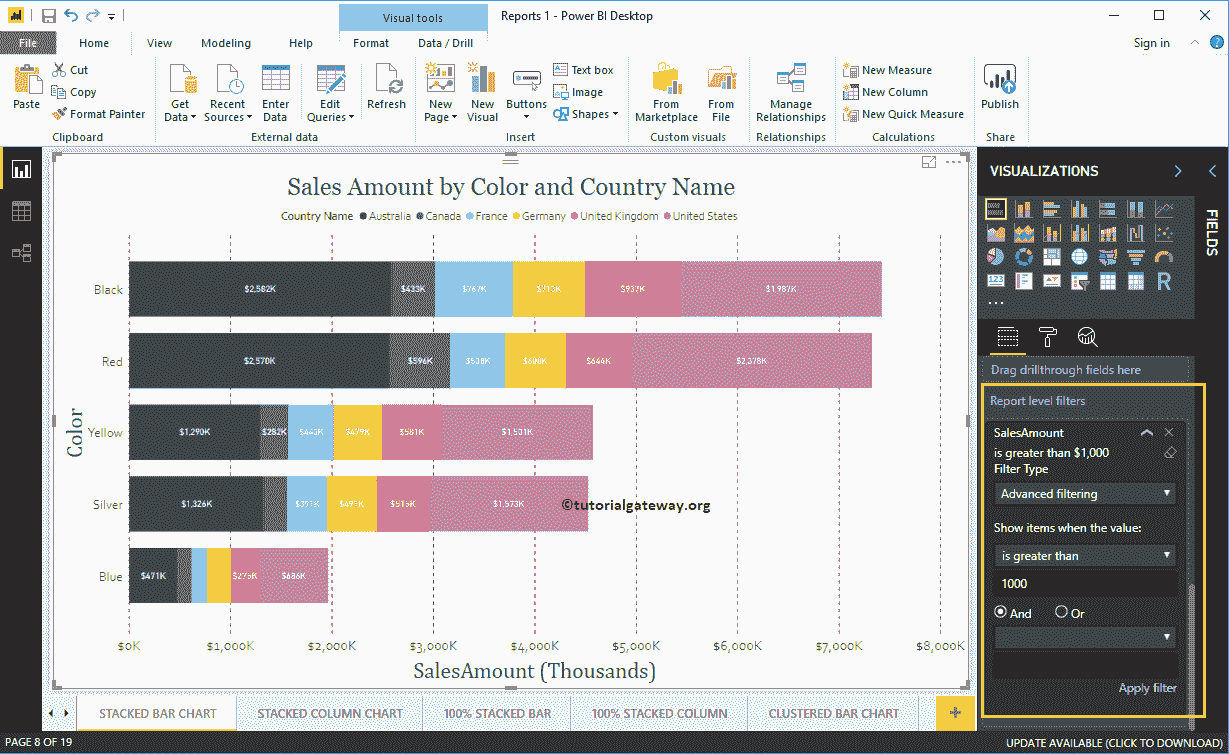 Visual tools
Reports 1 - Power BI Desktop
File Home View Modeling Help Format Data / Drill Sign in
Paste
Cut
Copy
Format Painter
Clipboard
Get Data
Recent Sources
Enter Data
Edit Queries
External data
Refresh
New Page
New Visual
Buttons
Text box
Image
Shapes
Insert
From Marketplace
From File
Custom visuals
Manage Relationships
Relationships
New Measure
New Column
New Quick Measure
Calculations
Publish
Share
Sales Amount by Color and Country Name
Country Name Australia Canada France Germany United Kingdom United States
Color
Black $2,582K $433K $767K $937K $1,987K
Red $2,570K $596K $538K $600K $644K $2,378K
Yellow $1,290K $282K $443K $479K $581K $1,501K
Silver $1,326K $391K $495K $515K $1,573K
Blue $471K $275K $686K
©tutorialgateway.org
$0K $1,000K $2,000K $3,000K $4,000K $5,000K $6,000K $7,000K $8,000K
SalesAmount (Thousands)
VISUALIZATIONS
FIELDS
123
R
Drag drillthrough fields here
Report level filters
SalesAmount
is greater than $1,000
Filter Type
Advanced filtering
Show items when the value:
is greater than
1000
And Or
Apply filter
STACKED BAR CHART STACKED COLUMN CHART 100% STACKED BAR 100% STACKED COLUMN CLUSTERED BAR CHART +
PAGE 8 OF 19
UPDATE AVAILABLE (CLICK TO DOWNLOAD)